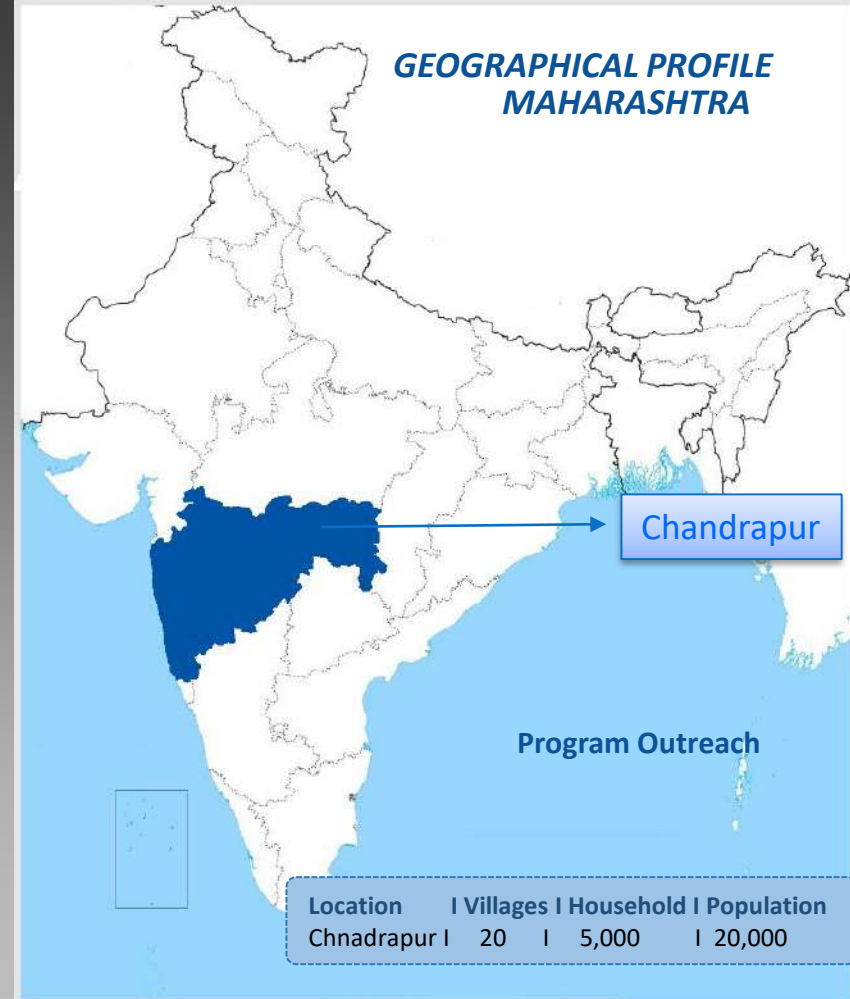 GEOGRAPHICAL PROFILE
MAHARASHTRA
Chandrapur
Program Outreach
Location I Villages I Household I Population
Chnadrapur I 20 I 5,000 I 20,000